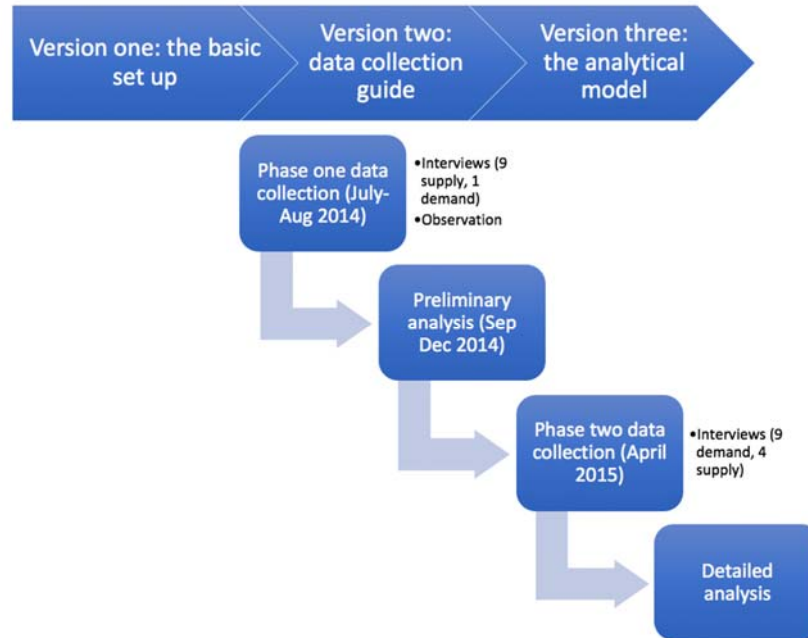 Version one: the basic
set up
Version two:
data collection
guide
Version three:
the analytical
model
Phase one data
collection (July-
Aug 2014)
•Interviews (9
supply, 1
demand)
•Observation
Preliminary
analysis (Sep
Dec 2014)
Phase two data
collection (April
2015)
•Interviews (9
demand, 4
supply)
Detailed
analysis